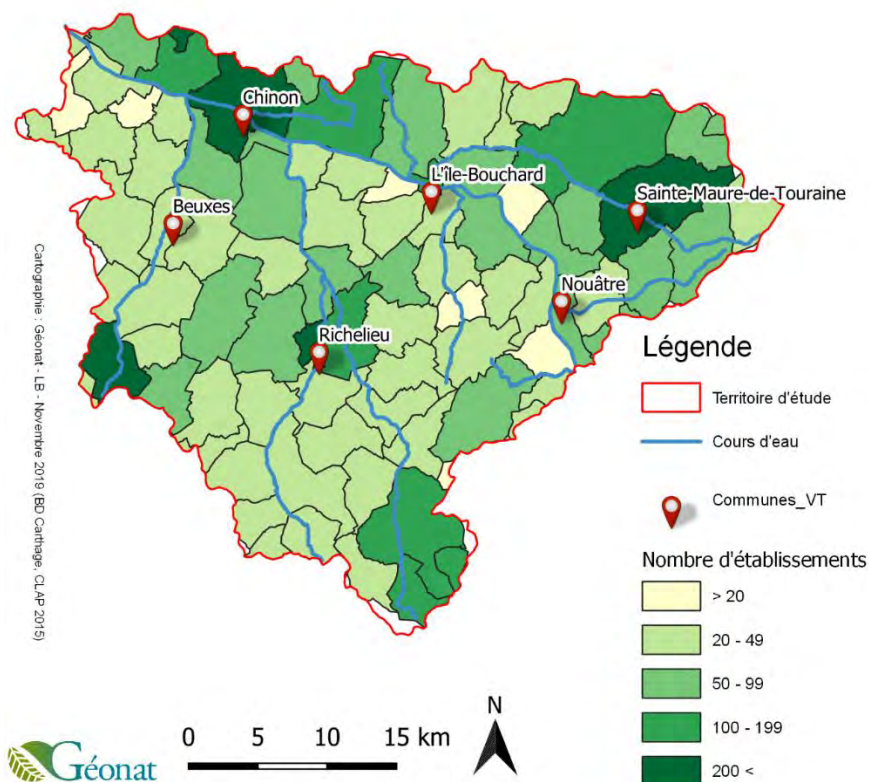 Chinon
L'île-Bouchard
Sainte-Maure-de-Touraine
Beuxes
Nouâtre
Richelieu
Cartographie : Géonat - LB - Novembre 2019 (BD Carthage, CLAP 2015)
Légende
Territoire d'étude
Cours d'eau
Communes_VT
Nombre d'établissements
> 20
20 - 49
50 - 99
100 - 199
200 <
Géonat
0 5 10 15 km
N